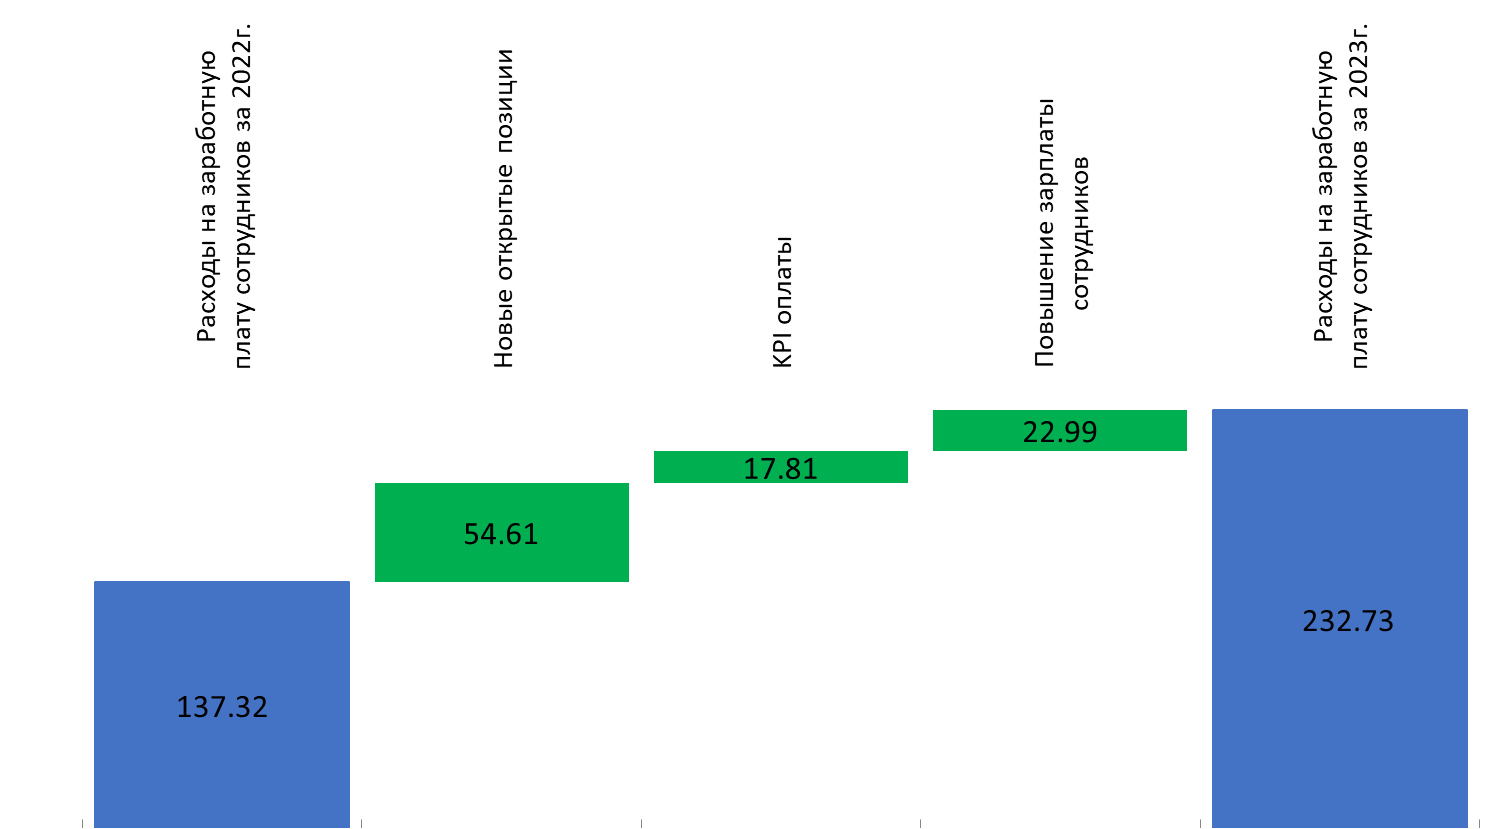 Расходы на заработную
плату сотрудников за 2022г.
Новые открытые позиции
KPI оплаты
Повышение зарплаты
сотрудников
Расходы на заработную
плату сотрудников за 2023г.
137.32
54.61
17.81
22.99
232.73